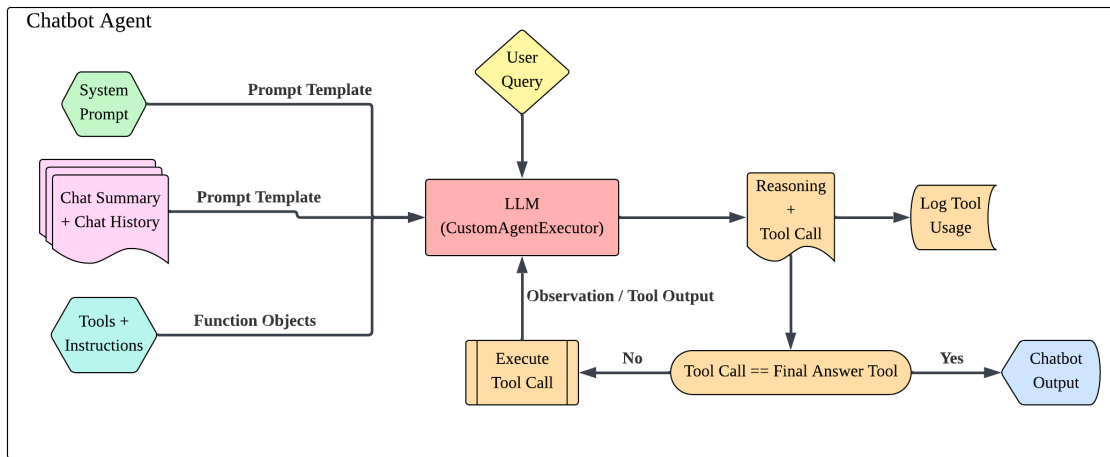 Chatbot Agent
System
Prompt
Prompt Template
User
Query
Chat Summary
+ Chat History
Prompt Template
LLM
(CustomAgentExecutor)
Reasoning
+
Tool Call
Log Tool
Usage
Tools +
Instructions
Function Objects
Observation / Tool Output
Execute
Tool Call
No
Tool Call == Final Answer Tool
Yes
Chatbot
Output